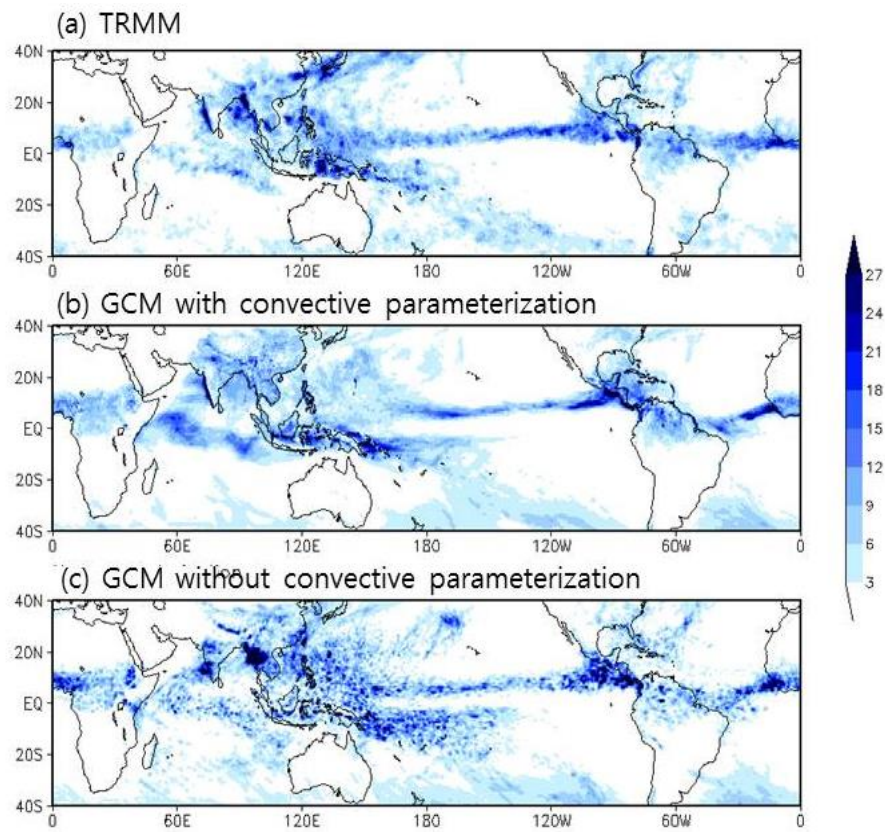 (a) TRMM
40N
20N
EQ
20S
40S
0 60E 120E 180 120W 60W 0
(b) GCM with convective parameterization
40N
20N
EQ
20S
40S
0 60E 120E 180 120W 60W 0
(c) GCM without convective parameterization
40N
20N
EQ
20S
40S
0 60E 120E 180 120W 60W 0
27
24
21
18
15
12
9
6
3